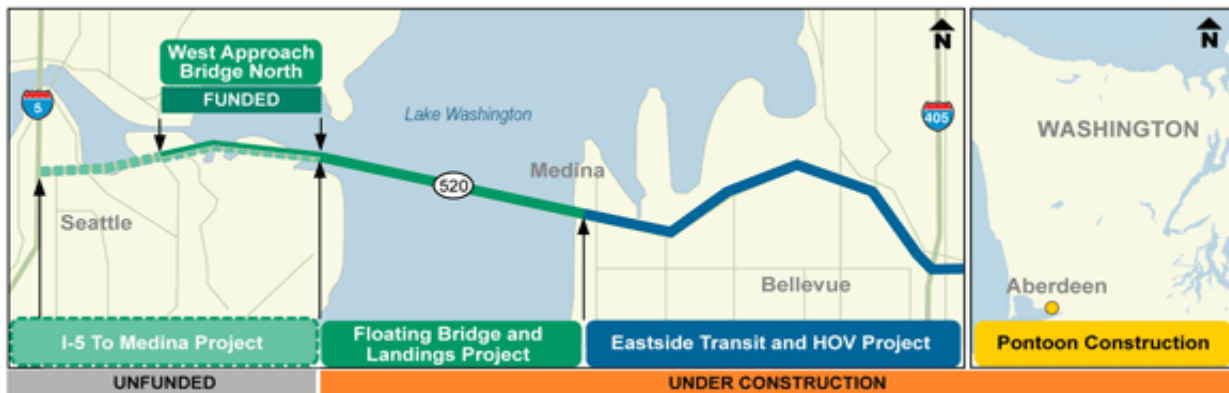 West Approach
Bridge North
FUNDED
5
Lake Washington
N
405
Medina
520
Seattle
Bellevue
I-5 To Medina Project
Floating Bridge and
Landings Project
Eastside Transit and HOV Project
UNFUNDED
UNDER CONSTRUCTION
N
WASHINGTON
Aberdeen
Pontoon Construction